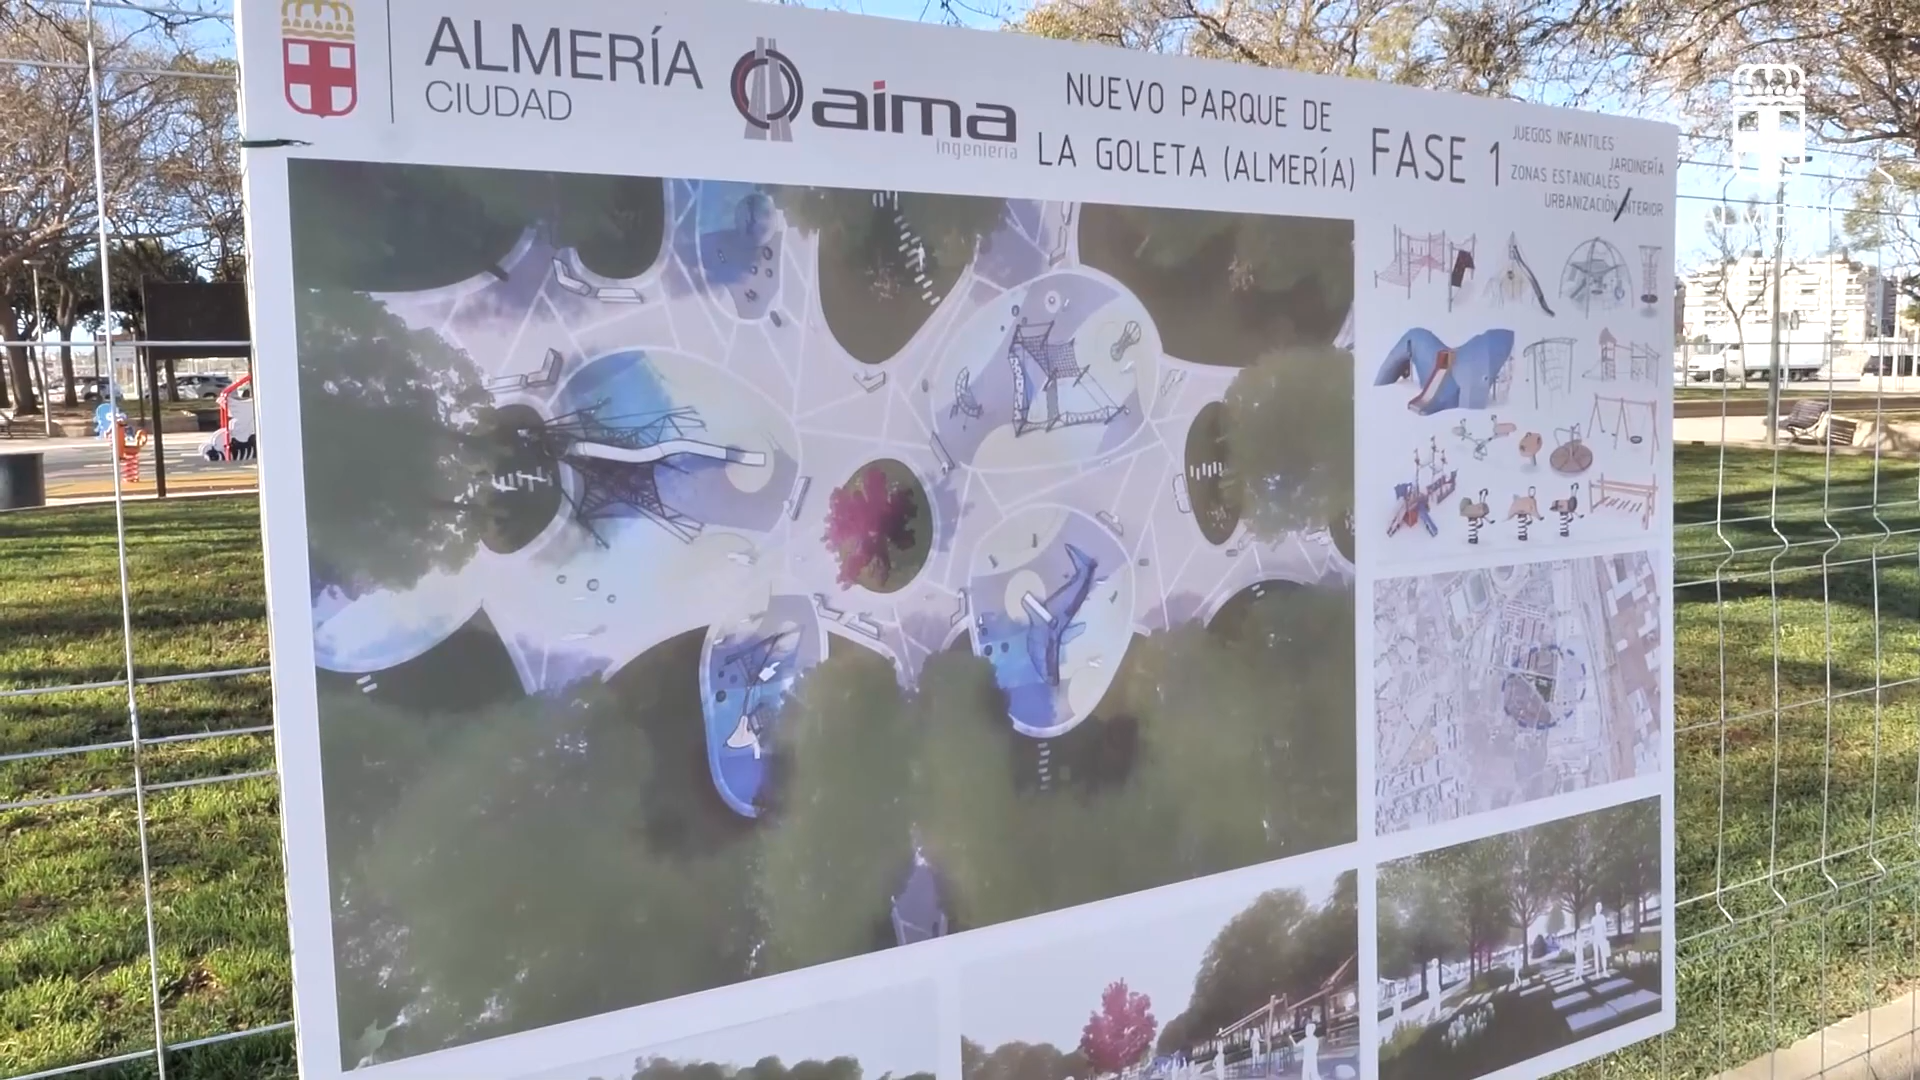 ALMERÍA
CIUDAD
aima
ingeniería
NUEVO PARQUE DE
LA GOLETA (ALMERÍA)
FASE 1
JUEGOS INFANTILES
JARDINERÍA
ZONAS ESTANCIALES
URBANIZACIÓN INTERIOR